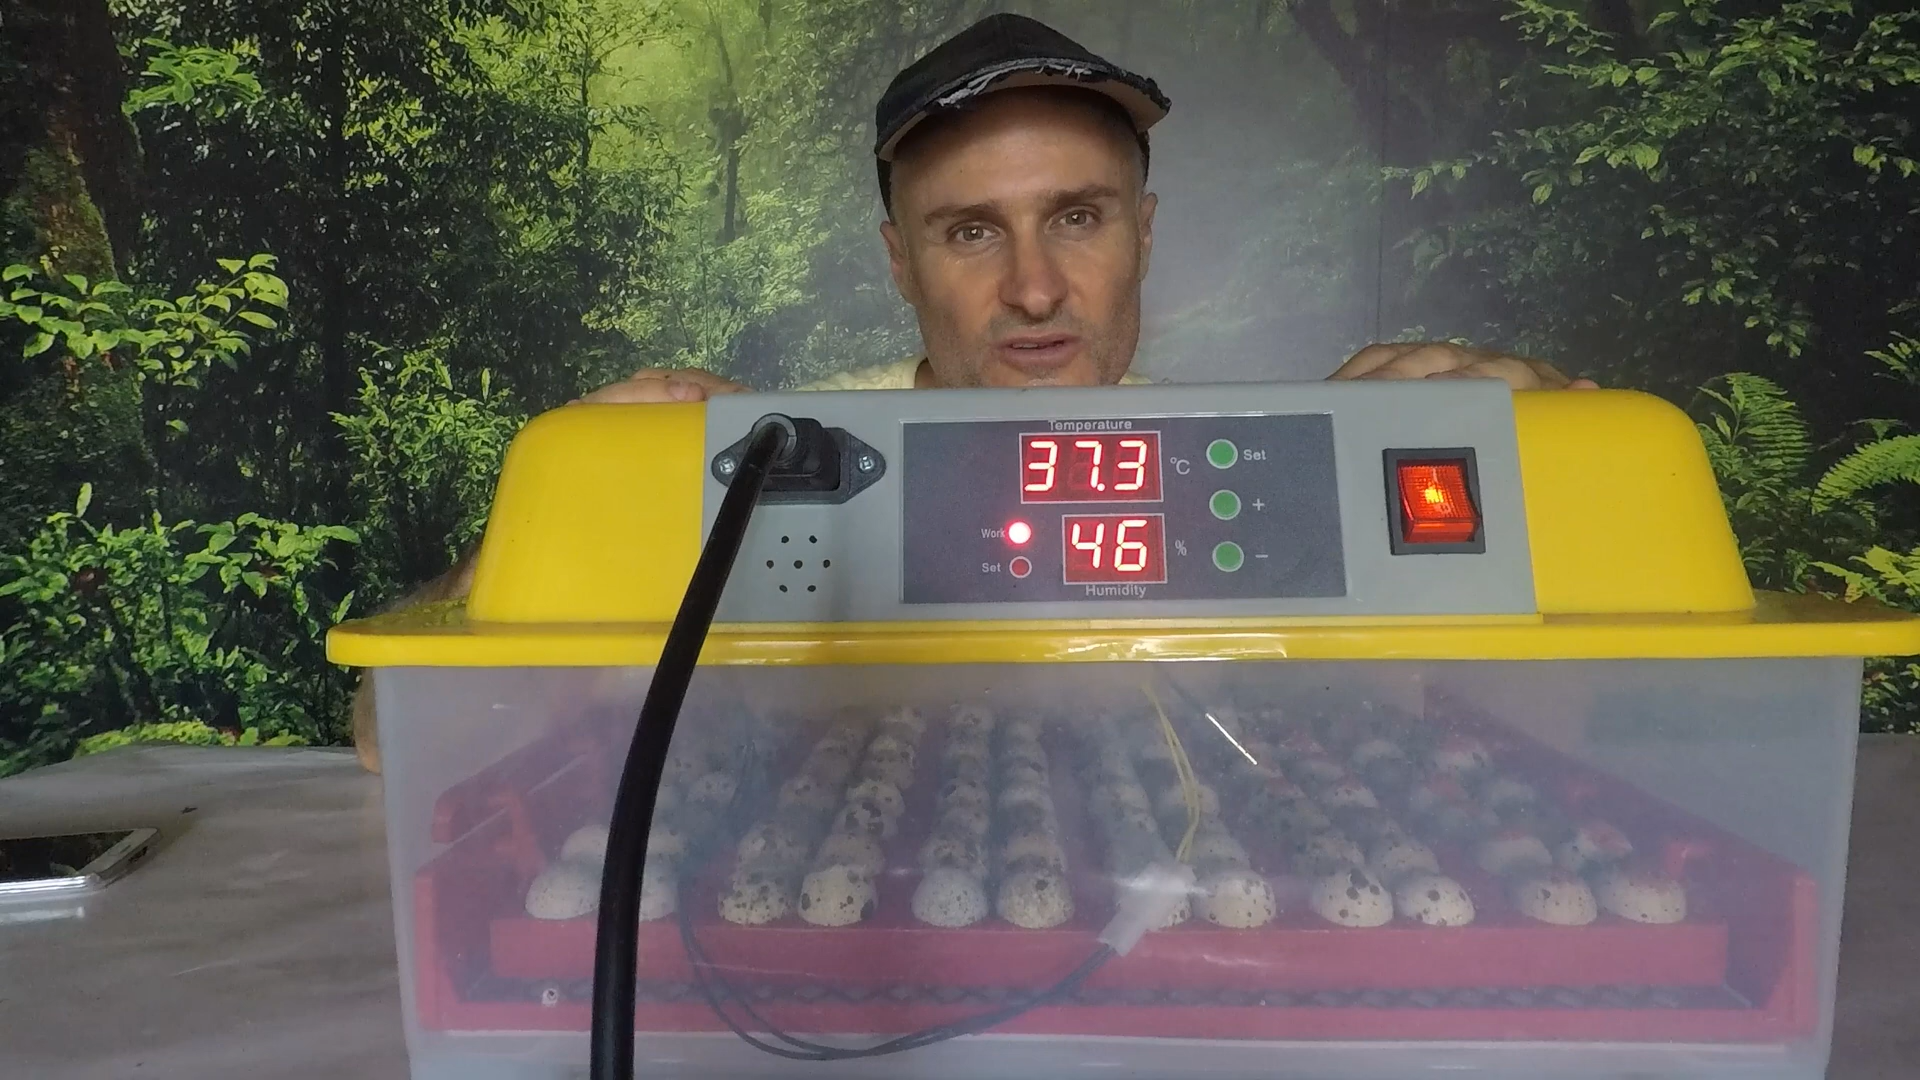 Temperature
37.3 °C Set
+
Work 46 % −
Set
Humidity